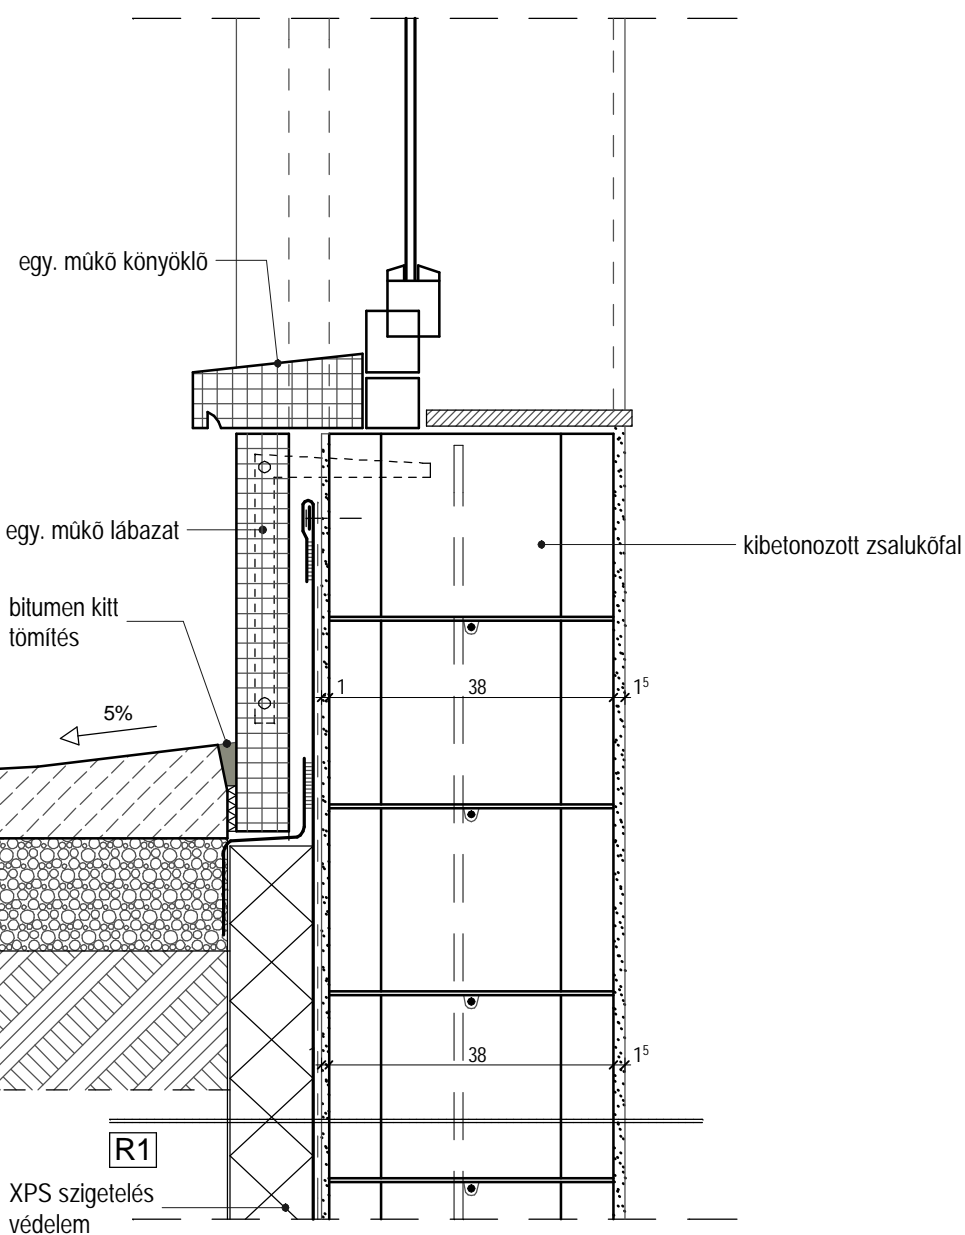 egy. mûkõ könyöklõ
egy. mûkõ lábazat
kibetonozott zsalukõfal
bitumen kitt
tömítés
1 38 1⁵
5%
38 1⁵
R1
XPS szigetelés
védelem